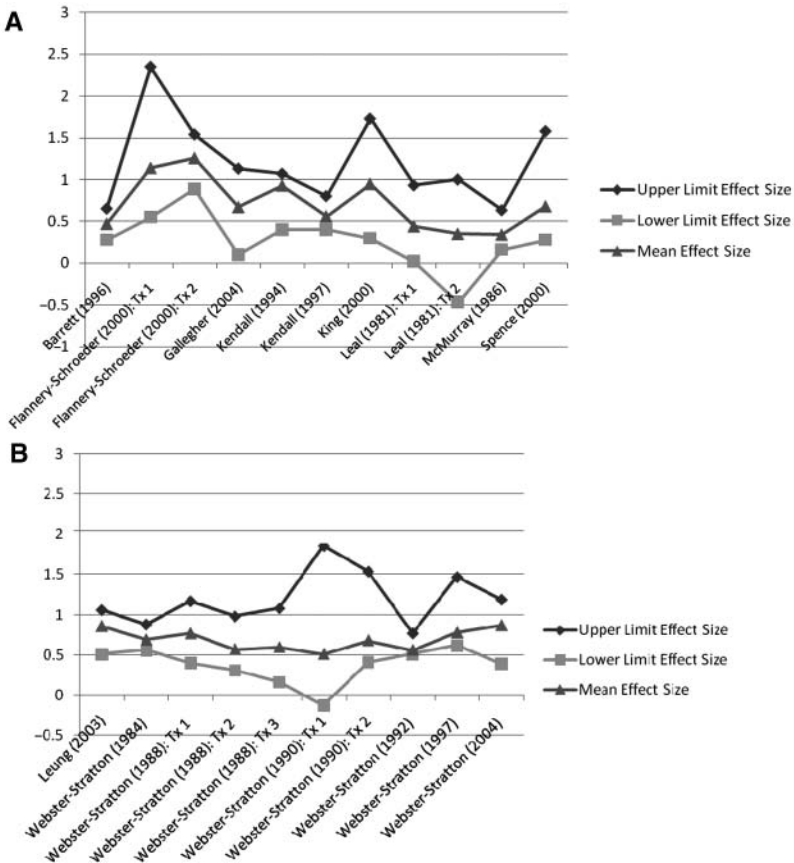 A
3
2.5
2
1.5
1
0.5
0
−0.5
−1
Barrett (1996)
Flannery-Schroeder (2000): Tx 1
Flannery-Schroeder (2000): Tx 2
Gallegher (2004)
Kendall (1994)
Kendall (1997)
King (2000)
Leal (1981): Tx 1
Leal (1981): Tx 2
McMurray (1986)
Spence (2000)
Upper Limit Effect Size
Lower Limit Effect Size
Mean Effect Size
B
3
2.5
2
1.5
1
0.5
0
−0.5
Leung (2003)
Webster-Stratton (1984)
Webster-Stratton (1988): Tx 1
Webster-Stratton (1988): Tx 2
Webster-Stratton (1988): Tx 3
Webster-Stratton (1990): Tx 1
Webster-Stratton (1990): Tx 2
Webster-Stratton (1992)
Webster-Stratton (1997)
Webster-Stratton (2004)
Upper Limit Effect Size
Lower Limit Effect Size
Mean Effect Size